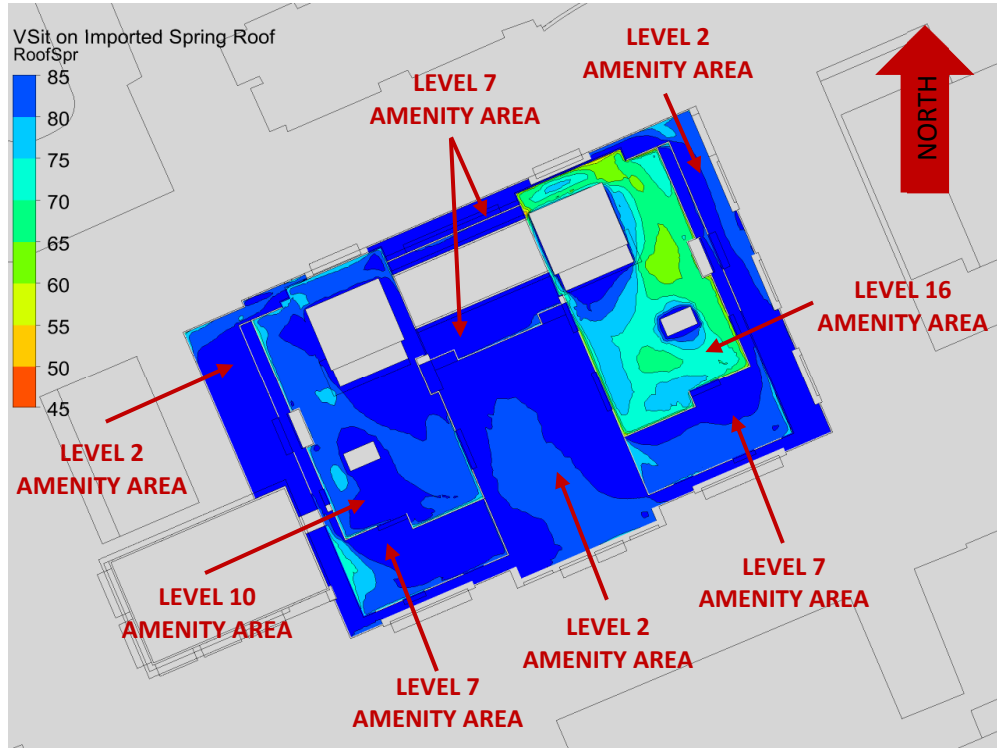 VSit on Imported Spring Roof
RoofSpr
85
80
75
70
65
60
55
50
45
LEVEL 7
AMENITY AREA
LEVEL 2
AMENITY AREA
NORTH
LEVEL 16
AMENITY AREA
LEVEL 2
AMENITY AREA
LEVEL 10
AMENITY AREA
LEVEL 7
AMENITY AREA
LEVEL 2
AMENITY AREA
LEVEL 7
AMENITY AREA